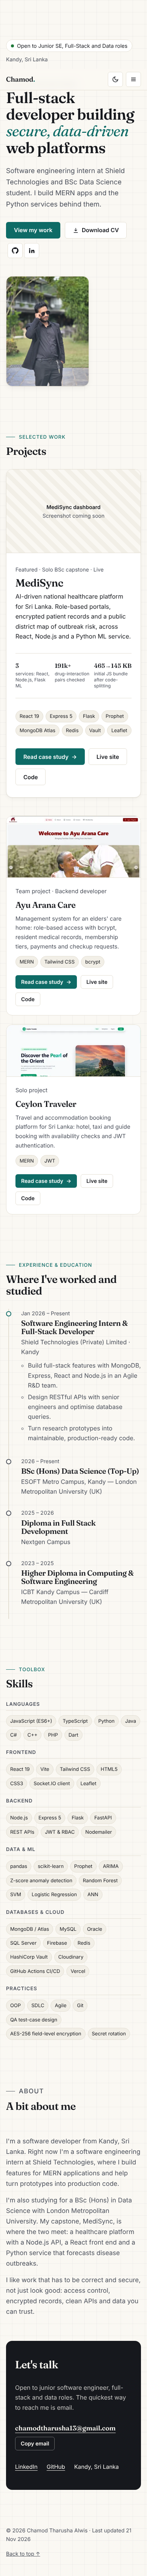 Open to Junior SE, Full-Stack and Data roles
Kandy, Sri Lanka
Chamod.
Full-stack
developer building
secure, data-driven
web platforms
Software engineering intern at Shield
Technologies and BSc Data Science
student. I build MERN apps and the
Python services behind them.
View my work
Download CV
in
SELECTED WORK
Projects
MediSync dashboard
Screenshot coming soon
Featured · Solo BSc capstone · Live
MediSync
AI-driven national healthcare platform
for Sri Lanka. Role-based portals,
encrypted patient records and a public
district map of outbreak risk, across
React, Node.js and a Python ML service.
3
services: React,
Node.js, Flask
ML
191k+
drug-interaction
pairs checked
465→145 KB
initial JS bundle
after code-
splitting
React 19
Express 5
Flask
Prophet
MongoDB Atlas
Redis
Vault
Leaflet
Read case study →
Live site
Code
Welcome to Ayu Arana Care
Team project · Backend developer
Ayu Arana Care
Management system for an elders' care
home: role-based access with bcrypt,
resident medical records, membership
tiers, payments and checkup requests.
MERN
Tailwind CSS
bcrypt
Read case study →
Live site
Code
Discover the Pearl of
the Orient
Solo project
Ceylon Traveler
Travel and accommodation booking
platform for Sri Lanka: hotel, taxi and guide
booking with availability checks and JWT
authentication.
MERN
JWT
Read case study →
Live site
Code
EXPERIENCE & EDUCATION
Where I've worked and
studied
Jan 2026 – Present
Software Engineering Intern &
Full-Stack Developer
Shield Technologies (Private) Limited ·
Kandy
Build full-stack features with MongoDB,
Express, React and Node.js in an Agile
R&D team.
Design RESTful APIs with senior
engineers and optimise database
queries.
Turn research prototypes into
maintainable, production-ready code.
2026 – Present
BSc (Hons) Data Science (Top-Up)
ESOFT Metro Campus, Kandy — London
Metropolitan University (UK)
2025 – 2026
Diploma in Full Stack
Development
Nextgen Campus
2023 – 2025
Higher Diploma in Computing &
Software Engineering
ICBT Kandy Campus — Cardiff
Metropolitan University (UK)
TOOLBOX
Skills
LANGUAGES
JavaScript (ES6+)
TypeScript
Python
Java
C#
C++
PHP
Dart
FRONTEND
React 19
Vite
Tailwind CSS
HTML5
CSS3
Socket.IO client
Leaflet
BACKEND
Node.js
Express 5
Flask
FastAPI
REST APIs
JWT & RBAC
Nodemailer
DATA & ML
pandas
scikit-learn
Prophet
ARIMA
Z-score anomaly detection
Random Forest
SVM
Logistic Regression
ANN
DATABASES & CLOUD
MongoDB / Atlas
MySQL
Oracle
SQL Server
Firebase
Redis
HashiCorp Vault
Cloudinary
GitHub Actions CI/CD
Vercel
PRACTICES
OOP
SDLC
Agile
Git
QA test-case design
AES-256 field-level encryption
Secret rotation
ABOUT
A bit about me
I'm a software developer from Kandy, Sri
Lanka. Right now I'm a software engineering
intern at Shield Technologies, where I build
features for MERN applications and help
turn prototypes into production code.
I'm also studying for a BSc (Hons) in Data
Science with London Metropolitan
University. My capstone, MediSync, is
where the two meet: a healthcare platform
with a Node.js API, a React front end and a
Python service that forecasts disease
outbreaks.
I like work that has to be correct and secure,
not just look good: access control,
encrypted records, clean APIs and data you
can trust.
Let's talk
Open to junior software engineer, full-
stack and data roles. The quickest way
to reach me is email.
chamodtharusha13@gmail.com
Copy email
LinkedIn
GitHub
Kandy, Sri Lanka
© 2026 Chamod Tharusha Alwis · Last updated 21
Nov 2026
Back to top ↑